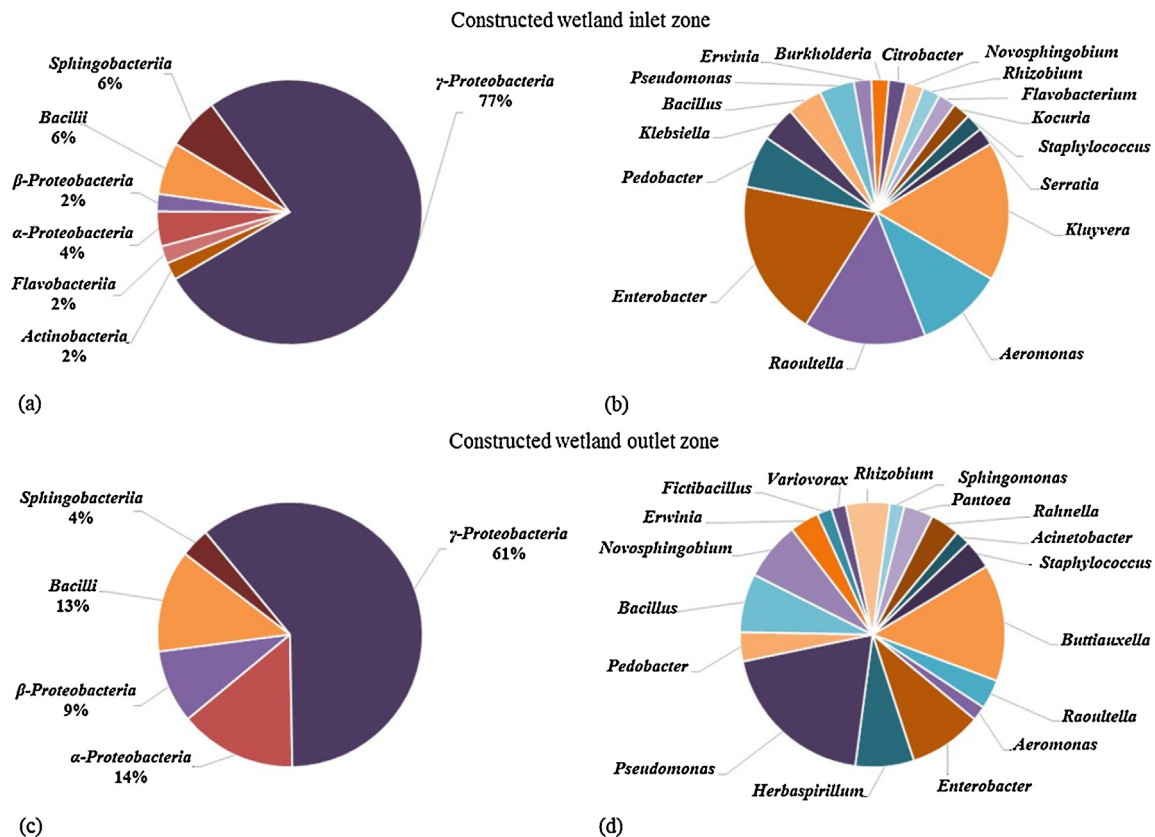 Constructed wetland inlet zone
Sphingobacteriia
6%
Bacilii
6%
β-Proteobacteria
2%
α-Proteobacteria
4%
Flavobacteriia
2%
Actinobacteria
2%
γ-Proteobacteria
77%
(a)
Erwinia
Burkholderia
Citrobacter
Novosphingobium
Pseudomonas
Rhizobium
Bacillus
Flavobacterium
Klebsiella
Kocuria
Pedobacter
Staphylococcus
Serratia
Kluyvera
Enterobacter
Raoultella
Aeromonas
(b)
Constructed wetland outlet zone
Sphingobacteriia
4%
Bacilli
13%
β-Proteobacteria
9%
α-Proteobacteria
14%
γ-Proteobacteria
61%
(c)
Fictibacillus
Variovorax
Rhizobium
Sphingomonas
Pantoea
Erwinia
Rahnella
Novosphingobium
Acinetobacter
Staphylococcus
Bacillus
Buttiauxella
Pedobacter
Raoultella
Aeromonas
Pseudomonas
Herbaspirillum
Enterobacter
(d)